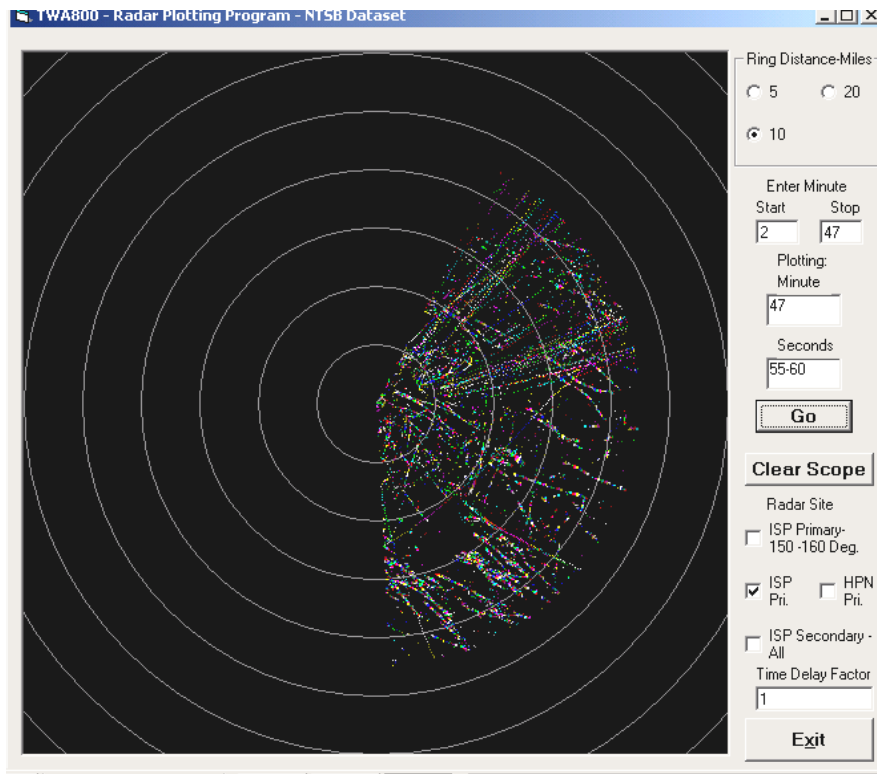 TWA800 - Radar Plotting Program - NTSB Dataset
Ring Distance-Miles
5 20
10
Enter Minute
Start Stop
2 47
Plotting:
Minute
47
Seconds
55-60
Go
Clear Scope
Radar Site
ISP Primary-
150 -160 Deg.
ISP HPN
Pri. Pri.
ISP Secondary -
All
Time Delay Factor
1
Exit